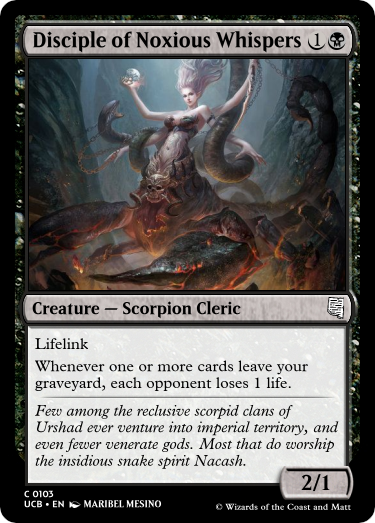 Disciple of Noxious Whispers 1
Creature — Scorpion Cleric
Lifelink
Whenever one or more cards leave your
graveyard, each opponent loses 1 life.
Few among the reclusive scorpid clans of
Urshad ever venture into imperial territory, and
even fewer venerate gods. Most that do worship
the insidious snake spirit Nacash.
2/1
C 0103
UCB • EN MARIBEL MESINO
© Wizards of the Coast and Matt